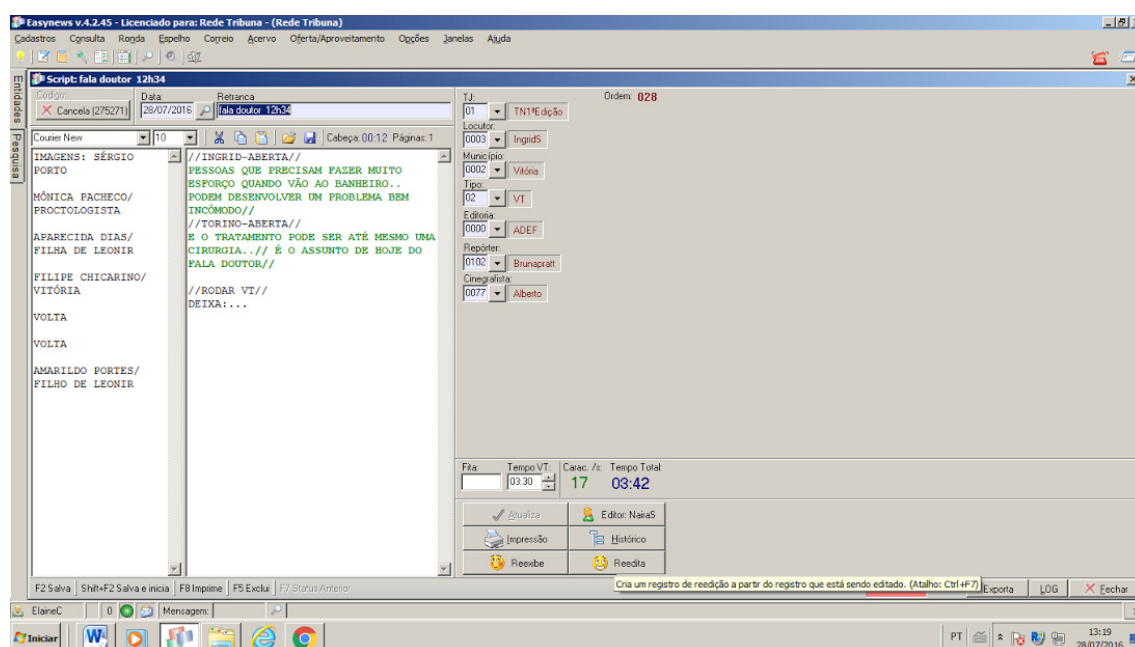 Easynews v.4.2.45 - Licenciado para: Rede Tribuna - (Rede Tribuna)
Cadastros Consulta Ronda Espelho Correio Acervo Oferta/Aproveitamento Opções Janelas Ajuda
Entidades
Pesquisa
Script: fala doutor 12h34
Código:
Data:
Retranca
Cancela (275271)
28/07/2016
fala doutor 12h34
Courier New
10
Cabeça: 00:12 Páginas: 1
IMAGENS: SÉRGIO
PORTO
MÔNICA PACHECO/
PROCTOLOGISTA
APARECIDA DIAS/
FILHA DE LEONIR
FILIPE CHICARINO/
VITÓRIA
VOLTA
VOLTA
AMARILDO PORTES/
FILHO DE LEONIR
//INGRID-ABERTA//
PESSOAS QUE PRECISAM FAZER MUITO
ESFORÇO QUANDO VÃO AO BANHEIRO..
PODEM DESENVOLVER UM PROBLEMA BEM
INCÔMODO//
//TORINO-ABERTA//
E O TRATAMENTO PODE SER ATÉ MESMO UMA
CIRURGIA..// É O ASSUNTO DE HOJE DO
FALA DOUTOR//
//RODAR VT//
DEIXA:...
TJ:
Ordem: 028
01 TN1ªEdição
Locutor:
0003 IngridS
Município:
0002 Vitória
Tipo:
02 VT
Editoria:
0000 ADEF
Repórter:
0102 Brunapratt
Cinegrafista:
0077 Alberto
Fita: Tempo VT: Carac. /s: Tempo Total:
03:30 17 03:42
Atualiza
Editor: NairaS
Impressão
Histórico
Reexibe
Reedita
F2 Salva Shift+F2 Salva e inicia F8 Imprime F5 Exclui F7 Status Anterior
Cria um registro de reedição a partir do registro que está sendo editado. (Atalho: Ctrl+F7)
Exporta LOG Fechar
ElaineC 0 Mensagem:
Iniciar
PT
13:19
28/07/2016